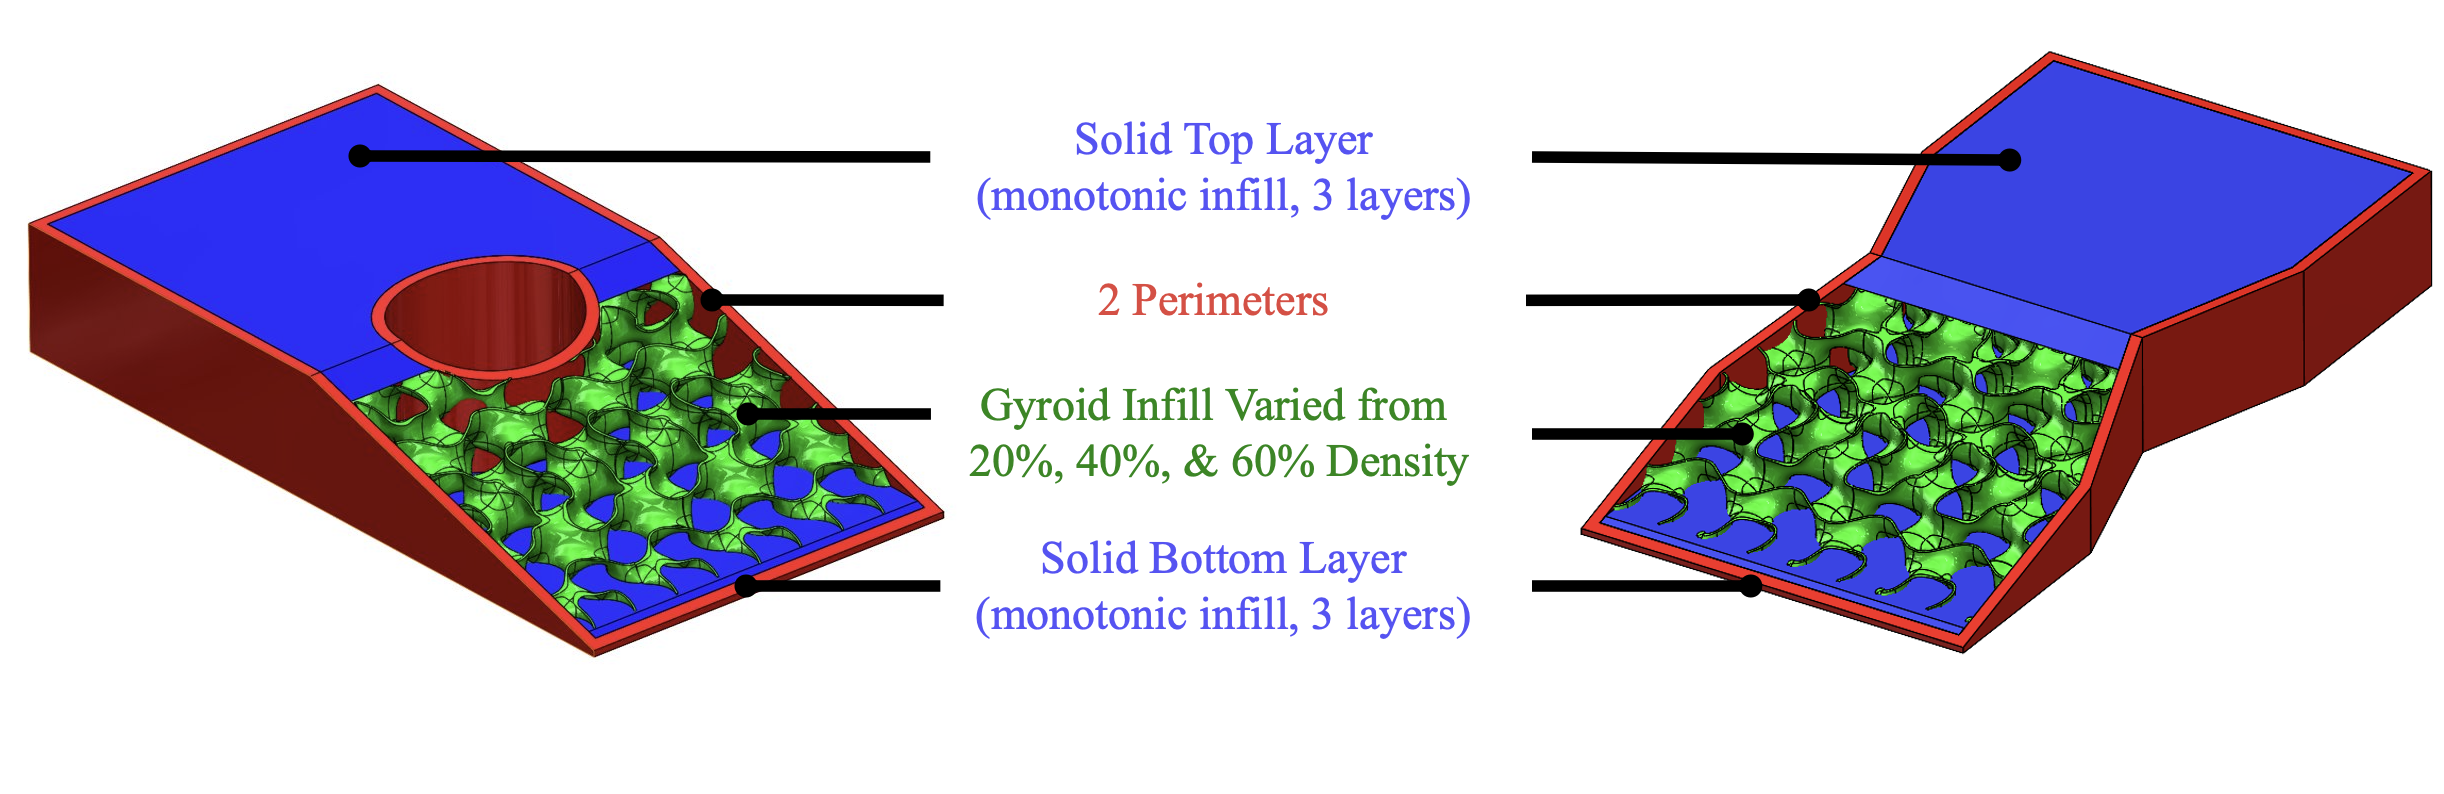 Solid Top Layer
(monotonic infill, 3 layers)
2 Perimeters
Gyroid Infill Varied from
20%, 40%, & 60% Density
Solid Bottom Layer
(monotonic infill, 3 layers)